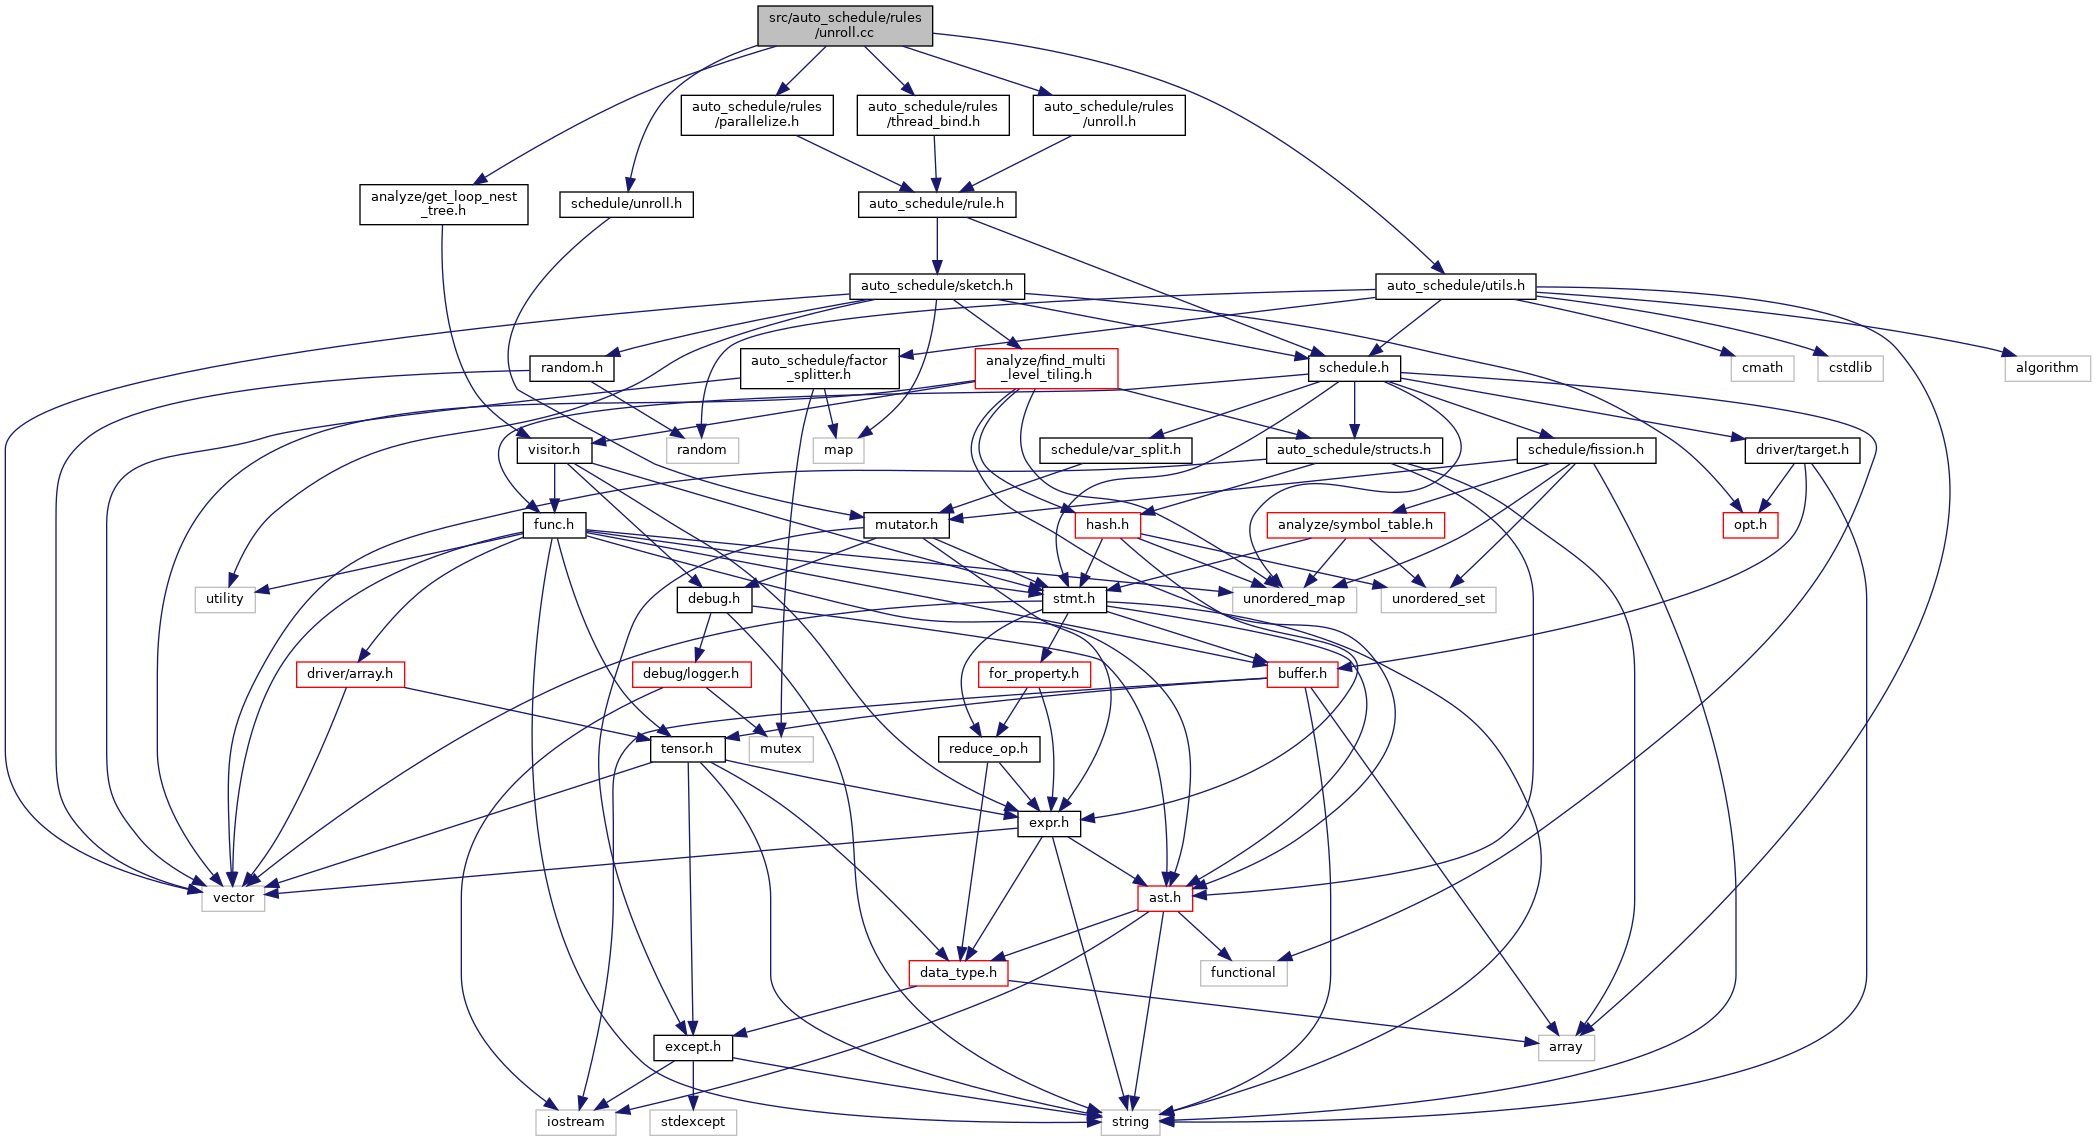 src/auto_schedule/rules
/unroll.cc
auto_schedule/rules
/parallelize.h
auto_schedule/rules
/thread_bind.h
auto_schedule/rules
/unroll.h
analyze/get_loop_nest
_tree.h
schedule/unroll.h
auto_schedule/rule.h
auto_schedule/sketch.h
auto_schedule/utils.h
random.h
auto_schedule/factor
_splitter.h
analyze/find_multi
_level_tiling.h
schedule.h
cmath
cstdlib
algorithm
visitor.h
random
map
schedule/var_split.h
auto_schedule/structs.h
schedule/fission.h
driver/target.h
func.h
mutator.h
hash.h
analyze/symbol_table.h
opt.h
utility
debug.h
stmt.h
unordered_map
unordered_set
driver/array.h
debug/logger.h
for_property.h
buffer.h
tensor.h
mutex
reduce_op.h
expr.h
vector
ast.h
data_type.h
functional
except.h
array
iostream
stdexcept
string